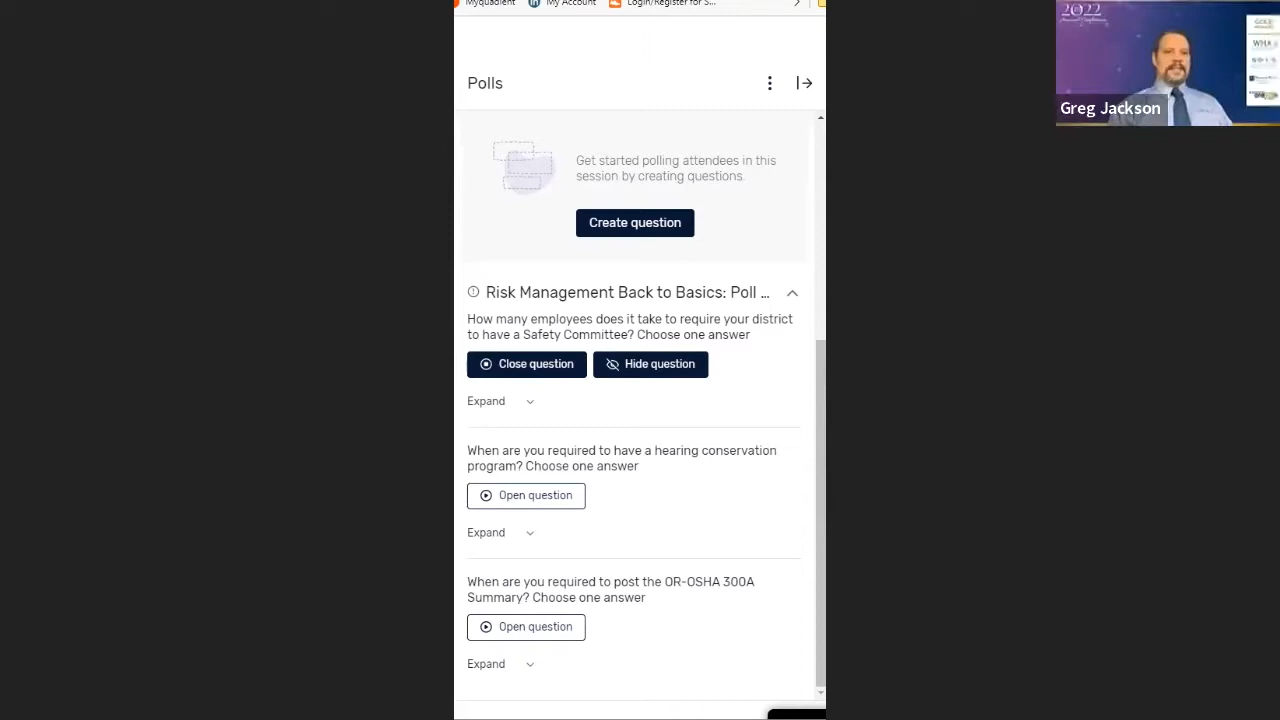 Myquadient
My Account
Login/Register for S...
2022
Greg Jackson
Polls
Get started polling attendees in this
session by creating questions.
Create question
Risk Management Back to Basics: Poll ...
How many employees does it take to require your district
to have a Safety Committee? Choose one answer
Close question
Hide question
Expand
When are you required to have a hearing conservation
program? Choose one answer
Open question
Expand
When are you required to post the OR-OSHA 300A
Summary? Choose one answer
Open question
Expand